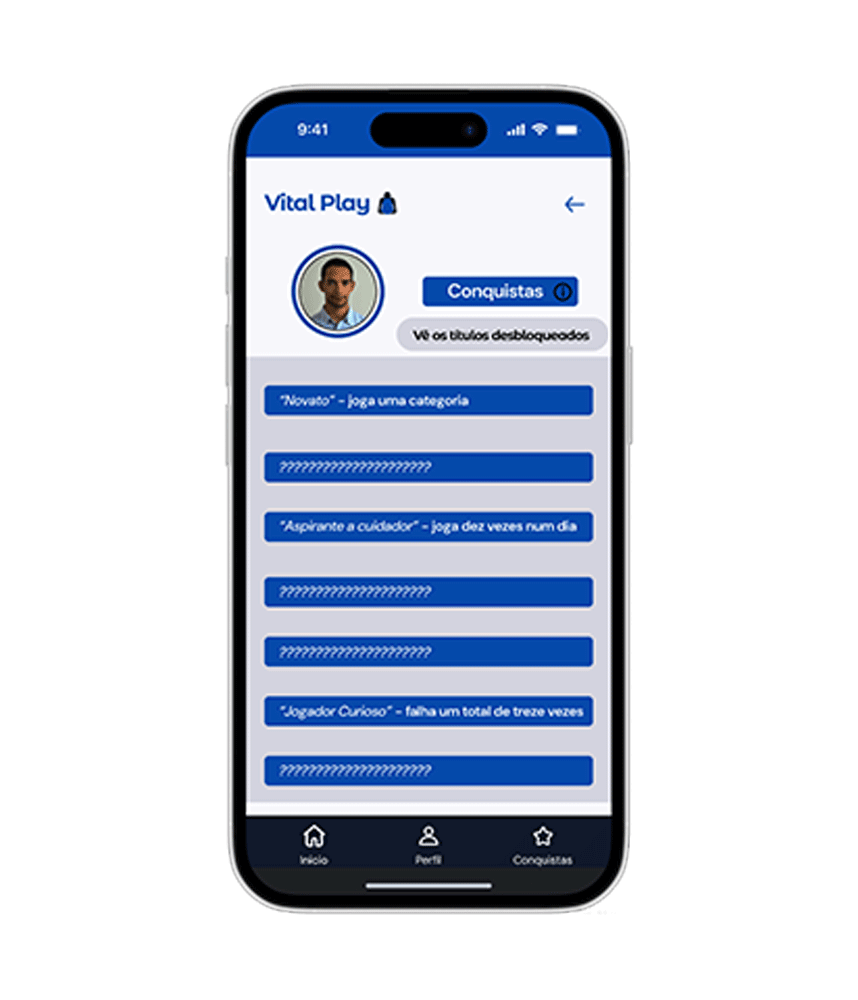 9:41
Vital Play
Conquistas
Vê os títulos desbloqueados
“Novato” - joga uma categoria
?????????????????????
“Aspirante a cuidador” - joga dez vezes num dia
?????????????????????
?????????????????????
“Jogador Curioso” - falha um total de treze vezes
?????????????????????
Início
Perfil
Conquistas